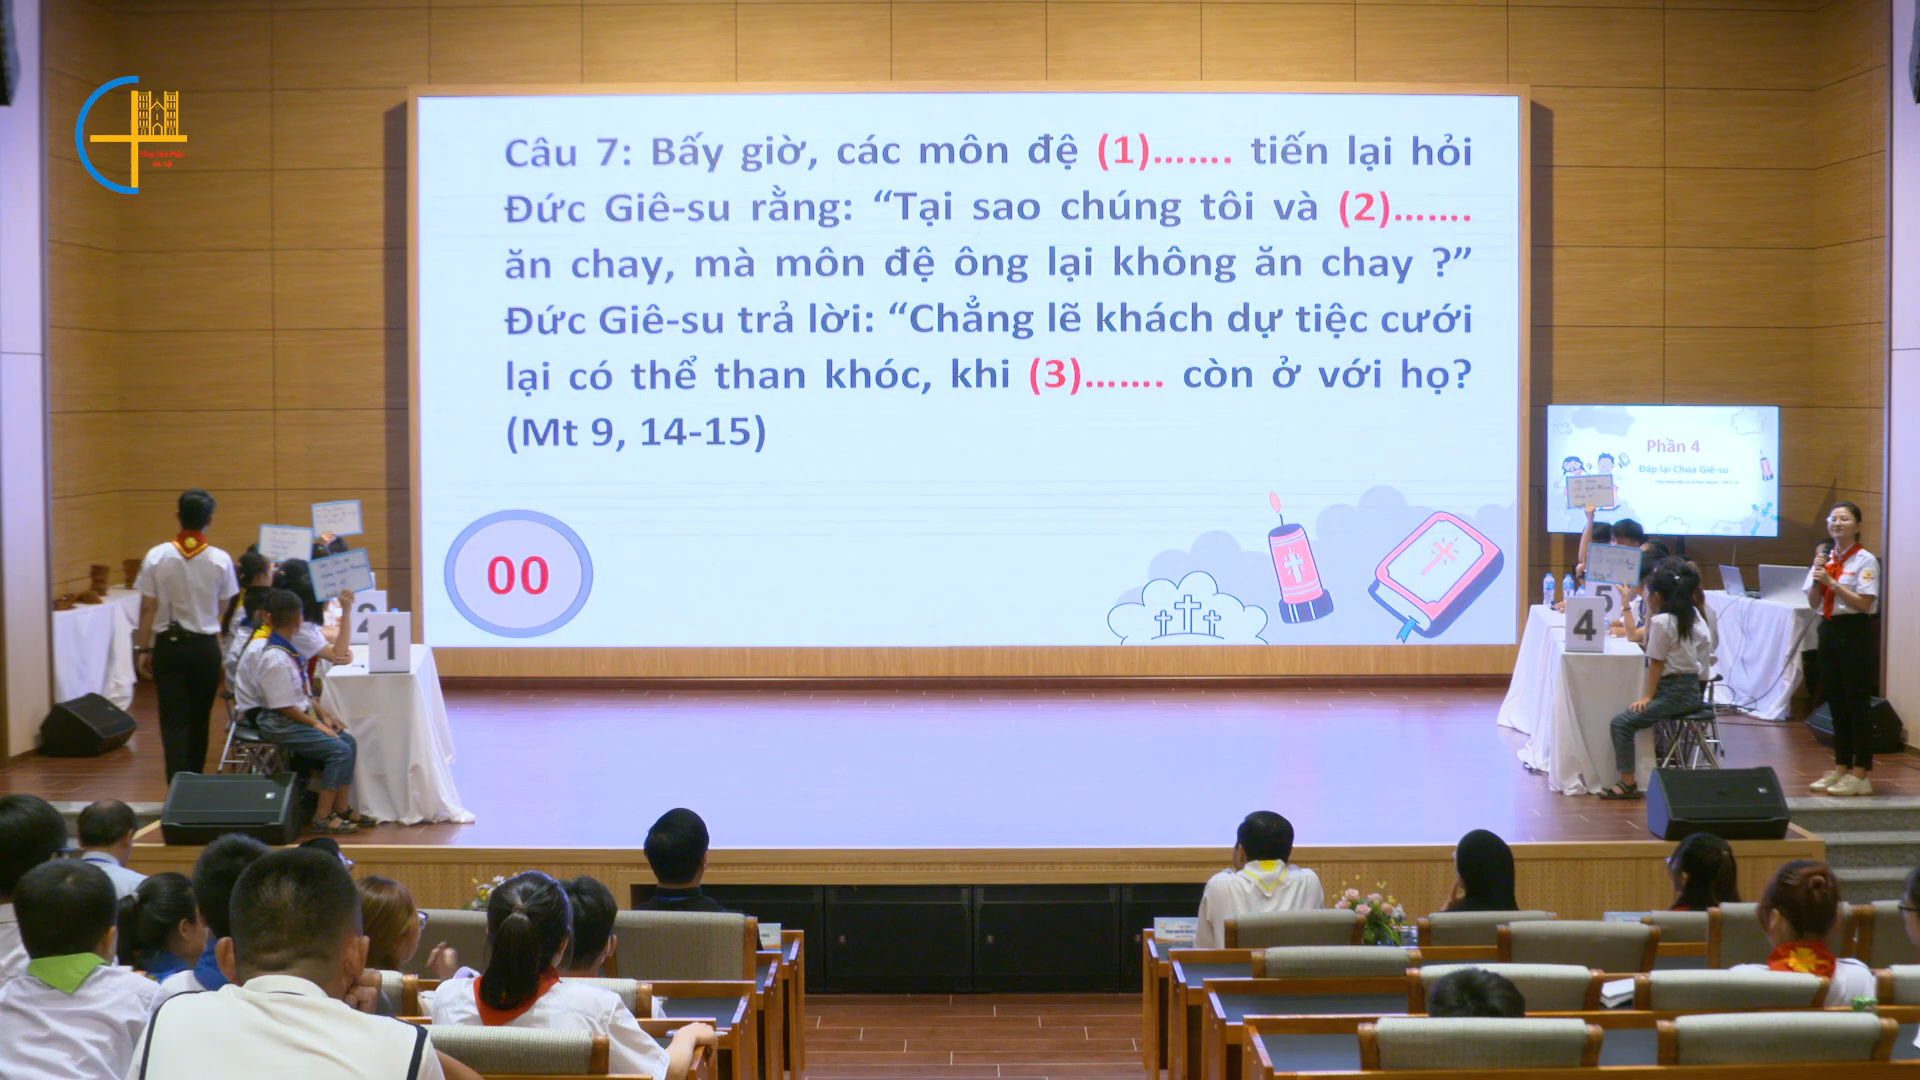 Câu 7: Bấy giờ, các môn đệ (1)……. tiến lại hỏi
Đức Giê-su rằng: “Tại sao chúng tôi và (2)…….
ăn chay, mà môn đệ ông lại không ăn chay ?”
Đức Giê-su trả lời: “Chẳng lẽ khách dự tiệc cưới
lại có thể than khóc, khi (3)……. còn ở với họ?
(Mt 9, 14-15)
00
Phần 4
Đáp lại Chúa Giê-su
2
1
5
4